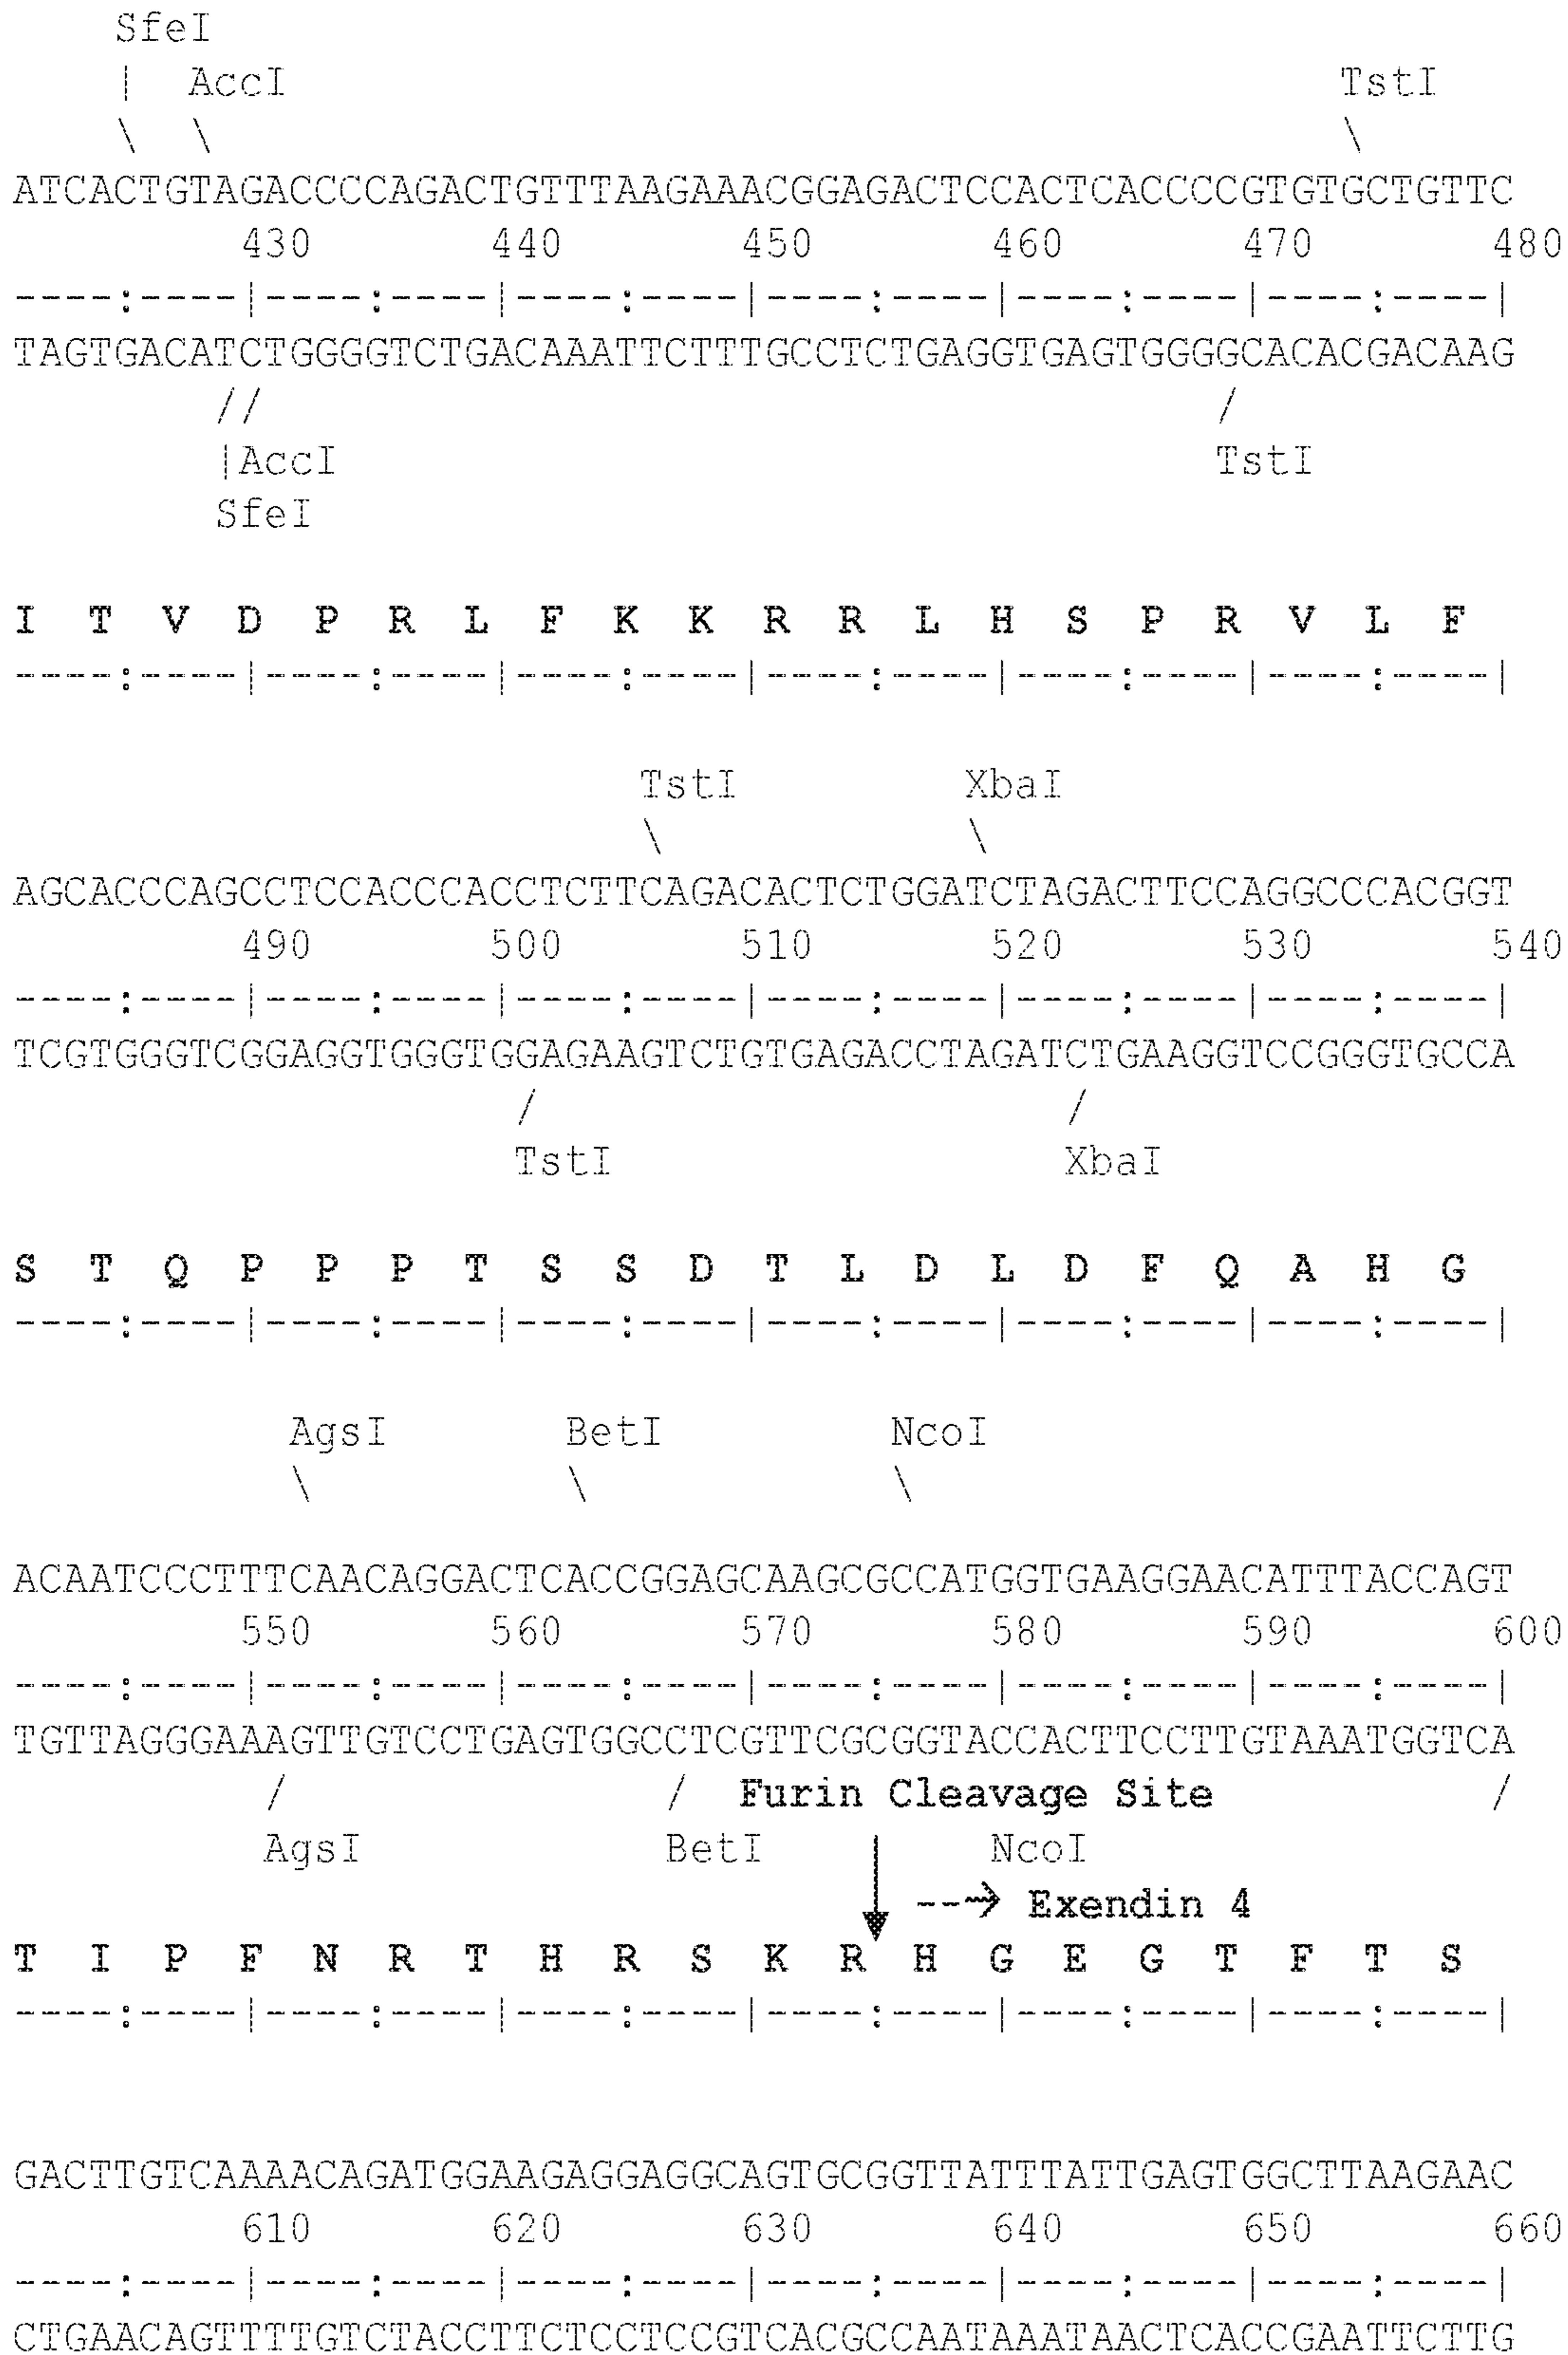 SfeI
| AccI TstI
\ \ \
ATCACTGTAGACCCCAGACTGTTTAAGAAACGGAGACTCCACTCACCCCGTGTGCTGTTC
430 440 450 460 470 480
----:----|----:----|----:----|----:----|----:----|----:----|
TAGTGACATCTGGGGTCTGACAAATTCTTTGCCTCTGAGGTGAGTGGGGCACACGACAAG
// /
|AccI TstI
SfeI
I T V D P R L F K K R R L H S P R V L F
----:----|----:----|----:----|----:----|----:----|----:----|
TstI XbaI
\ \
AGCACCCAGCCTCCACCCACCTCTTCAGACACTCTGGATCTAGACTTCCAGGCCCACGGT
490 500 510 520 530 540
----:----|----:----|----:----|----:----|----:----|----:----|
TCGTGGGTCGGAGGTGGGTGGAGAAGTCTGTGAGACCTAGATCTGAAGGTCCGGGTGCCA
/ /
TstI XbaI
S T Q P P P T S S D T L D L D F Q A H G
----:----|----:----|----:----|----:----|----:----|----:----|
AgsI BetI NcoI
\ \ \
ACAATCCCTTTCAACAGGACTCACCGGAGCAAGCGCCATGGTGAAGGAACATTTACCAGT
550 560 570 580 590 600
----:----|----:----|----:----|----:----|----:----|----:----|
TGTTAGGGAAAGTTGTCCTGAGTGGCCTCGTTCGCGGTACCACTTCCTTGTAAATGGTCA
/ / Furin Cleavage Site /
AgsI BetI NcoI
--→ Exendin 4
T I P F N R T H R S K R H G E G T F T S
----:----|----:----|----:----|----:----|----:----|----:----|
GACTTGTCAAAACAGATGGAAGAGGAGGCAGTGCGGTTATTTATTGAGTGGCTTAAGAAC
610 620 630 640 650 660
----:----|----:----|----:----|----:----|----:----|----:----|
CTGAACAGTTTTGTCTACCTTCTCCTCCGTCACGCCAATAAATAACTCACCGAATTCTTG